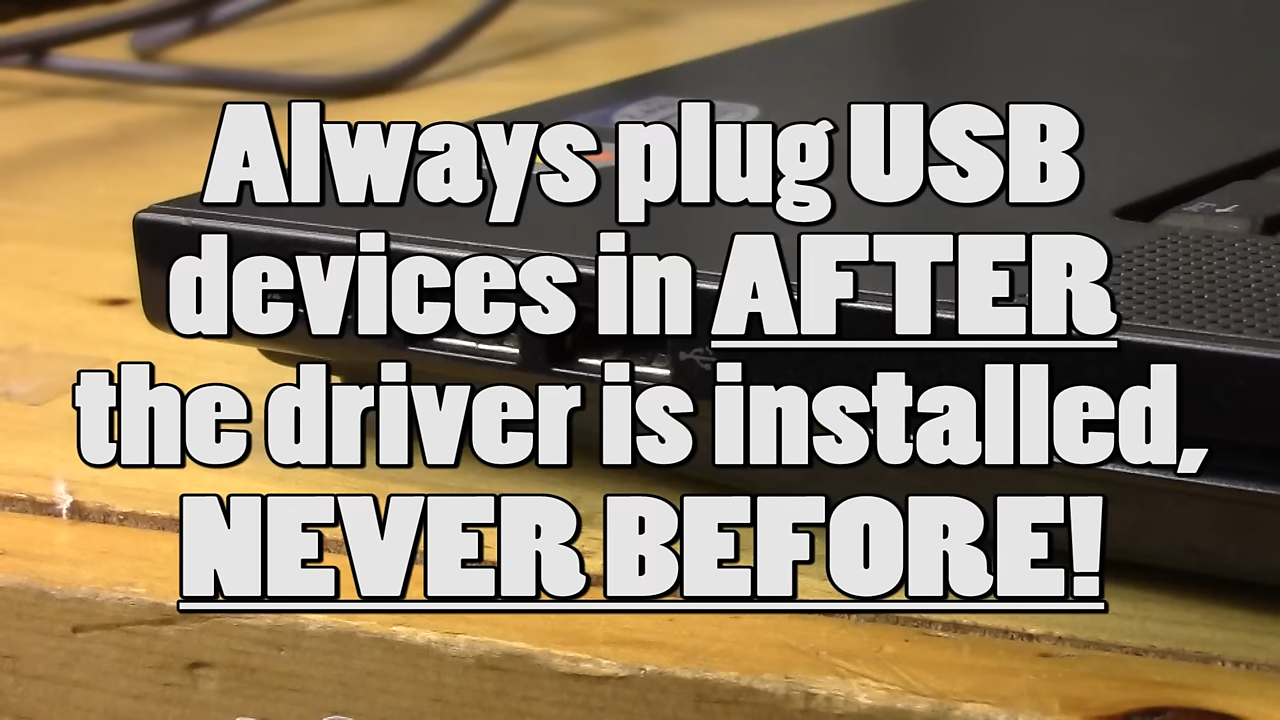 Always plug USB
devices in AFTER
the driver is installed,
NEVER BEFORE!